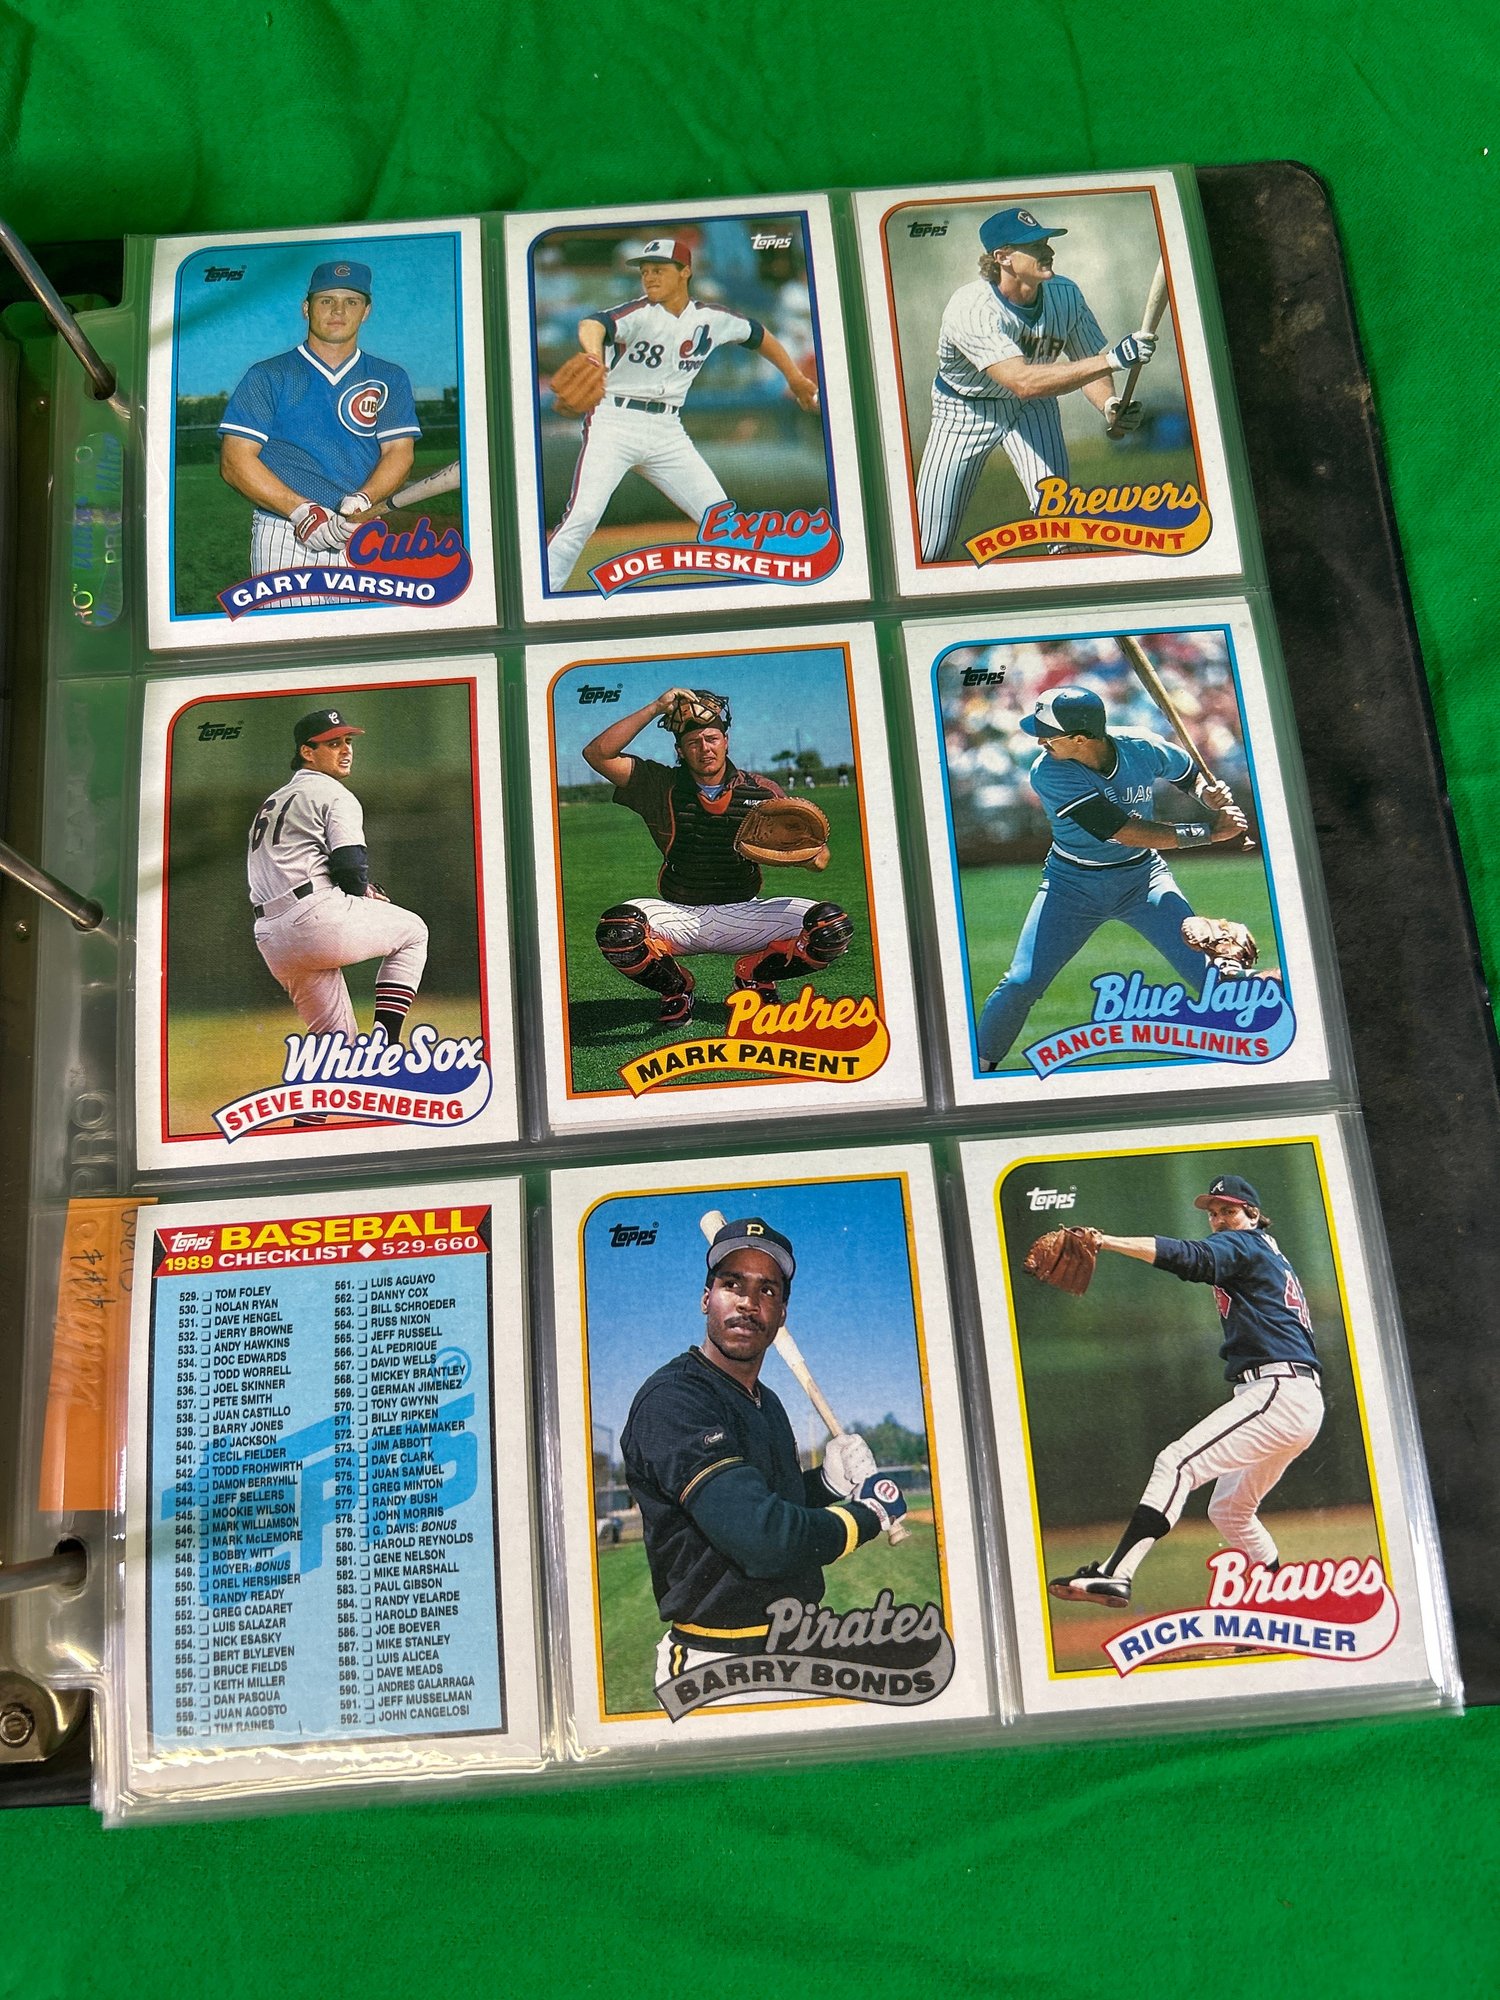 Topps
Cubs
GARY VARSHO
Topps
38
expos
Expos
JOE HESKETH
Topps
Brewers
ROBIN YOUNT
Topps
61
White Sox
STEVE ROSENBERG
Topps
Padres
MARK PARENT
Topps
Blue Jays
RANCE MULLINIKS
Topps BASEBALL
1989 CHECKLIST ◆ 529-660
529. ❏ TOM FOLEY
530. ❏ NOLAN RYAN
531. ❏ DAVE HENGEL
532. ❏ JERRY BROWNE
533. ❏ ANDY HAWKINS
534. ❏ DOC EDWARDS
535. ❏ TODD WORRELL
536. ❏ JOEL SKINNER
537. ❏ PETE SMITH
538. ❏ JUAN CASTILLO
539. ❏ BARRY JONES
540. ❏ BO JACKSON
541. ❏ CECIL FIELDER
542. ❏ TODD FROHWIRTH
543. ❏ DAMON BERRYHILL
544. ❏ JEFF SELLERS
545. ❏ MOOKIE WILSON
546. ❏ MARK WILLIAMSON
547. ❏ MARK McLEMORE
548. ❏ BOBBY WITT
549. ❏ MOYER: BONUS
550. ❏ OREL HERSHISER
551. ❏ RANDY READY
552. ❏ GREG CADARET
553. ❏ LUIS SALAZAR
554. ❏ NICK ESASKY
555. ❏ BERT BLYLEVEN
556. ❏ BRUCE FIELDS
557. ❏ KEITH MILLER
558. ❏ DAN PASQUA
559. ❏ JUAN AGOSTO
560. ❏ TIM RAINES
561. ❏ LUIS AGUAYO
562. ❏ DANNY COX
563. ❏ BILL SCHROEDER
564. ❏ RUSS NIXON
565. ❏ JEFF RUSSELL
566. ❏ AL PEDRIQUE
567. ❏ DAVID WELLS
568. ❏ MICKEY BRANTLEY
569. ❏ GERMAN JIMENEZ
570. ❏ TONY GWYNN
571. ❏ BILLY RIPKEN
572. ❏ ATLEE HAMMAKER
573. ❏ JIM ABBOTT
574. ❏ DAVE CLARK
575. ❏ JUAN SAMUEL
576. ❏ GREG MINTON
577. ❏ RANDY BUSH
578. ❏ JOHN MORRIS
579. ❏ G. DAVIS: BONUS
580. ❏ HAROLD REYNOLDS
581. ❏ GENE NELSON
582. ❏ MIKE MARSHALL
583. ❏ PAUL GIBSON
584. ❏ RANDY VELARDE
585. ❏ HAROLD BAINES
586. ❏ JOE BOEVER
587. ❏ MIKE STANLEY
588. ❏ LUIS ALICEA
589. ❏ DAVE MEADS
590. ❏ ANDRES GALARRAGA
591. ❏ JEFF MUSSELMAN
592. ❏ JOHN CANGELOSI
Topps
Pirates
BARRY BONDS
Topps
Braves
RICK MAHLER